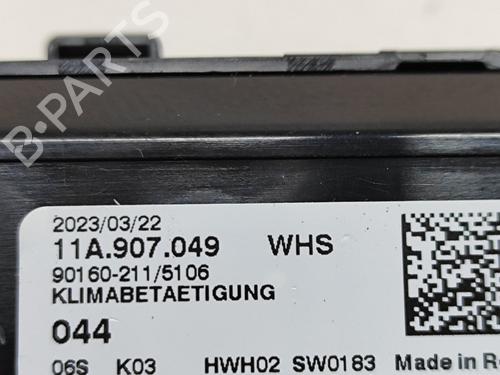 B-PARTS
2023/03/22
11A.907.049 WHS
90160-211/5106
KLIMABETAETIGUNG
044
06S K03 HWH02 SW0183 Made in